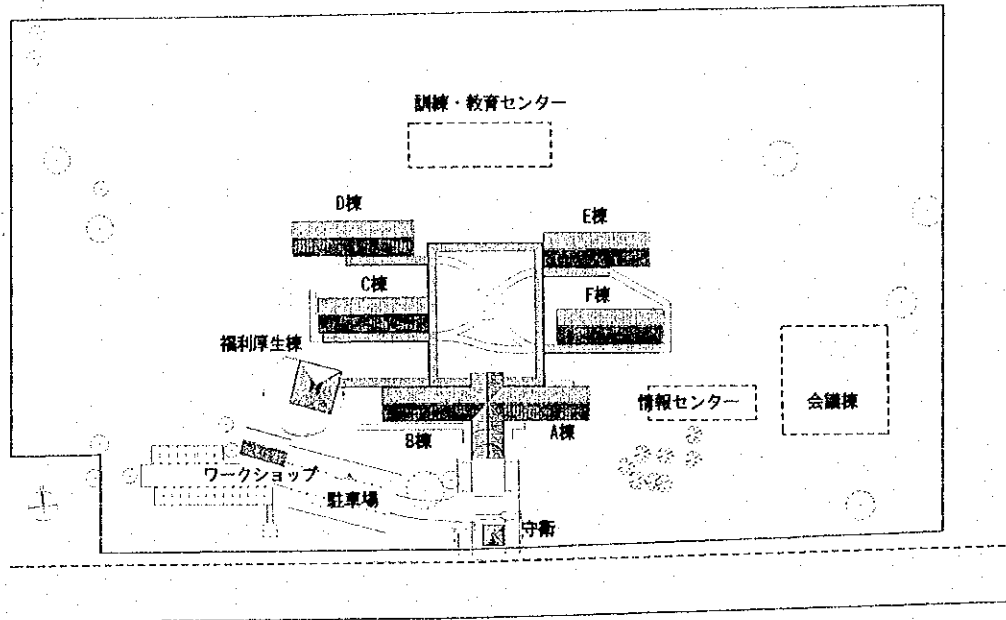 訓練・教育センター
D棟
E棟
C棟
F棟
福利厚生棟
情報センター
会議棟
B棟
A棟
ワークショップ
駐車場
守衛